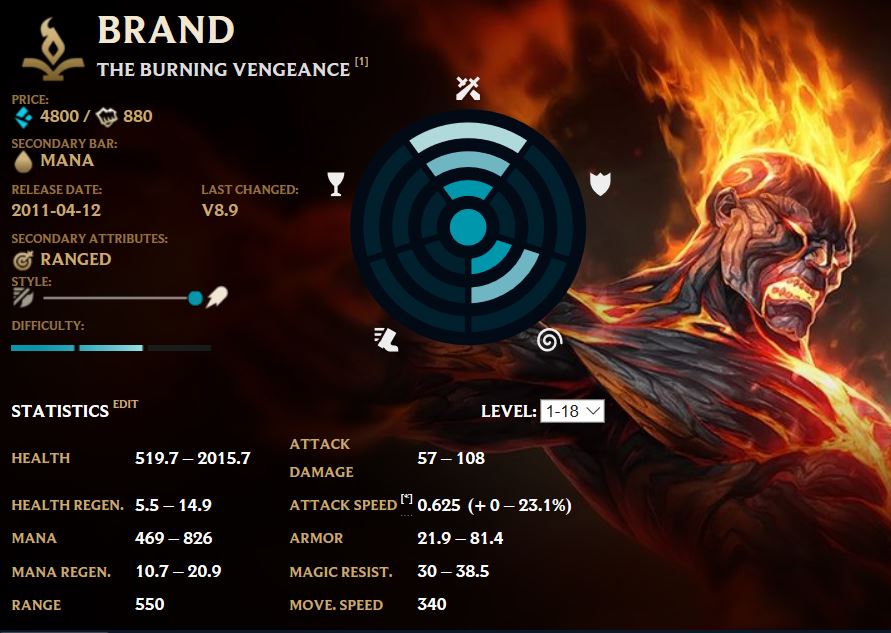 BRAND
THE BURNING VENGEANCE [1]
PRICE:
4800 / 880
SECONDARY BAR:
MANA
RELEASE DATE:
2011-04-12
LAST CHANGED:
V8.9
SECONDARY ATTRIBUTES:
RANGED
STYLE:
DIFFICULTY:
STATISTICS EDIT
LEVEL: 1-18
HEALTH 519.7 – 2015.7
ATTACK
DAMAGE 57 – 108
HEALTH REGEN. 5.5 – 14.9
ATTACK SPEED [*] 0.625 (+ 0 – 23.1%)
MANA 469 – 826
ARMOR 21.9 – 81.4
MANA REGEN. 10.7 – 20.9
MAGIC RESIST. 30 – 38.5
RANGE 550
MOVE. SPEED 340